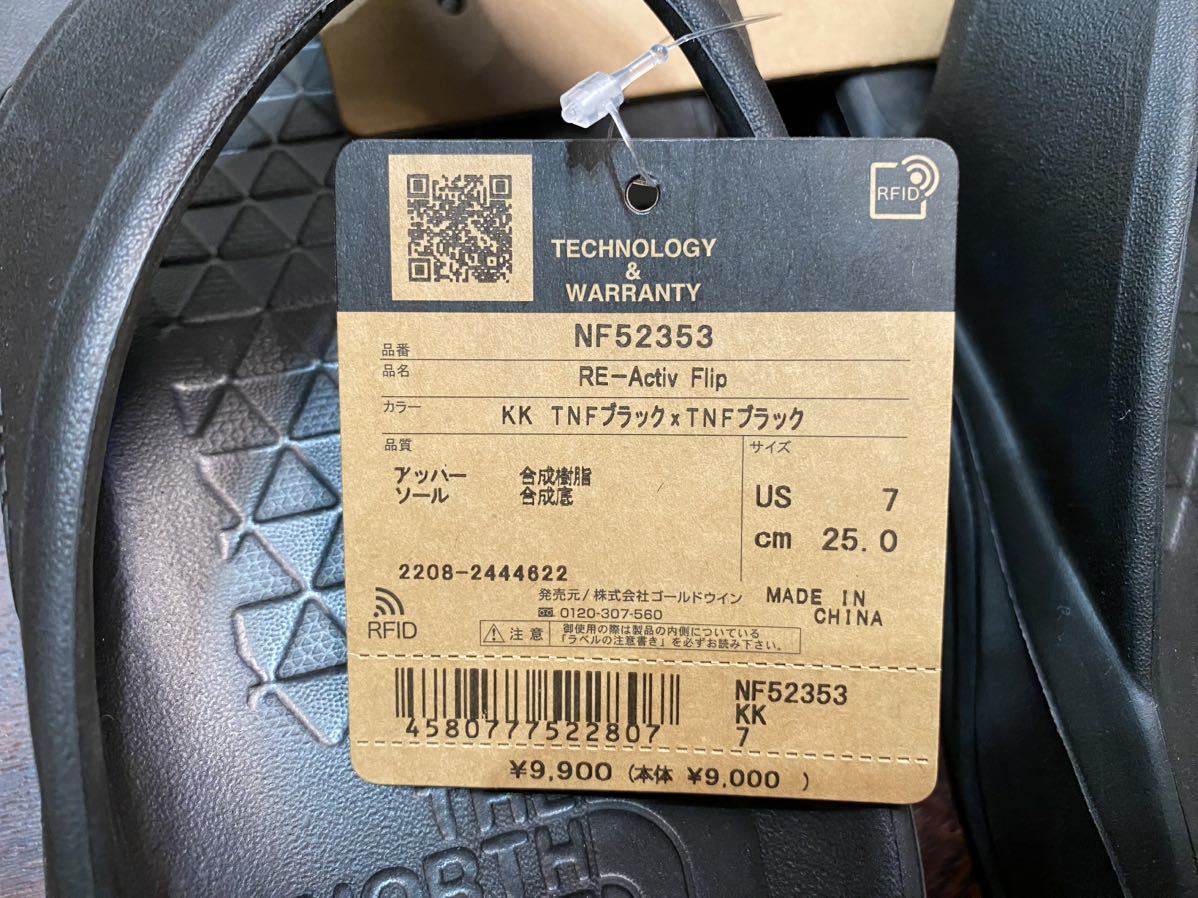 RFID
TECHNOLOGY
&
WARRANTY
品番 NF52353
品名 RE-Activ Flip
カラー KK TNFブラック×TNFブラック
品質
アッパー 合成樹脂
ソール 合成底
サイズ
US 7
cm 25.0
2208-2444622
発売元/株式会社ゴールドウイン
0120-307-560
MADE IN
CHINA
RFID
注意 御使用の際は製品の内側についている
「ラベルの注意書き」を必ずお読み下さい。
4580777522807
NF52353
KK
7
¥9,900 (本体 ¥9,000 )
THE
NORTH